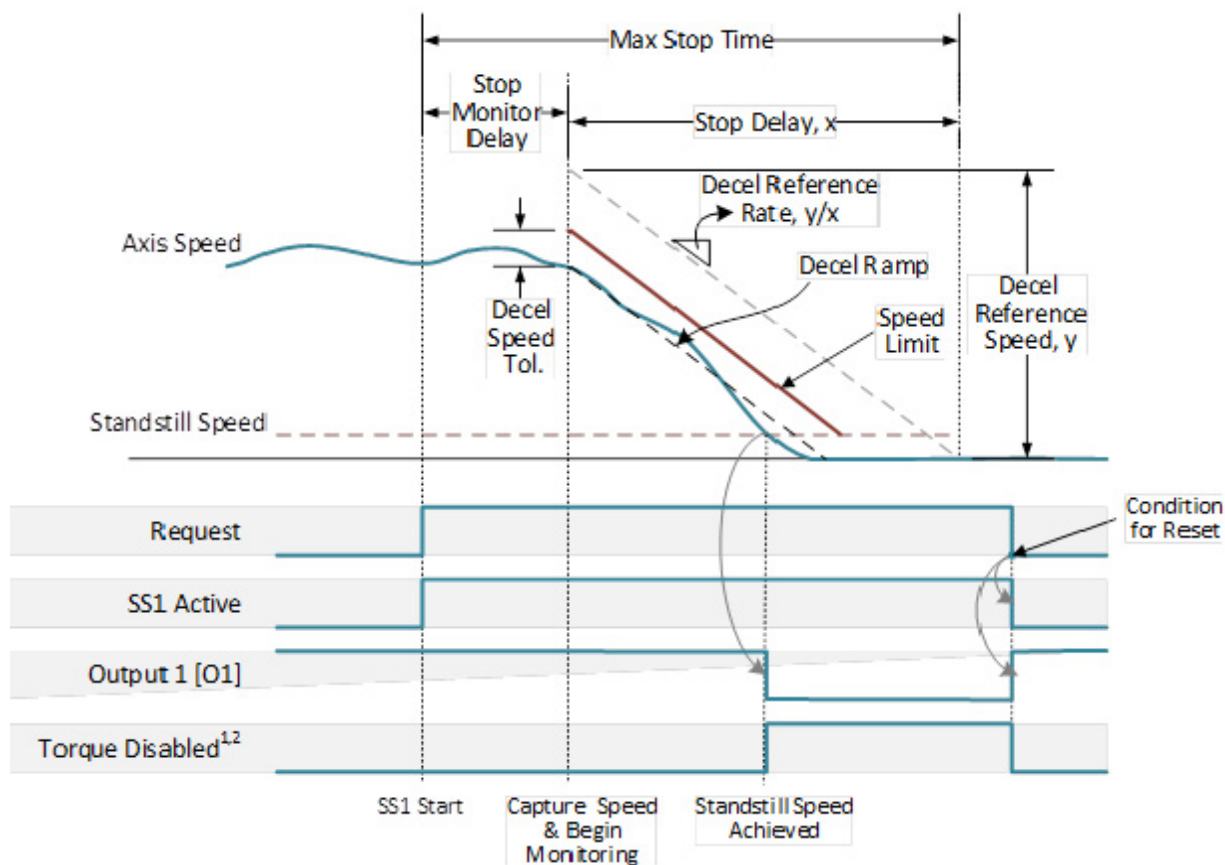 Max Stop Time
Stop
Monitor
Delay
Stop Delay, x
Decel Reference
Rate, y/x
Axis Speed
Decel Ramp
Decel
Speed
Tol.
Speed
Limit
Decel
Reference
Speed, y
Standstill Speed
Request
Condition
for Reset
SS1 Active
Output 1 [O1]
Torque Disabled1,2
SS1 Start
Capture Speed
& Begin
Monitoring
Standstill Speed
Achieved